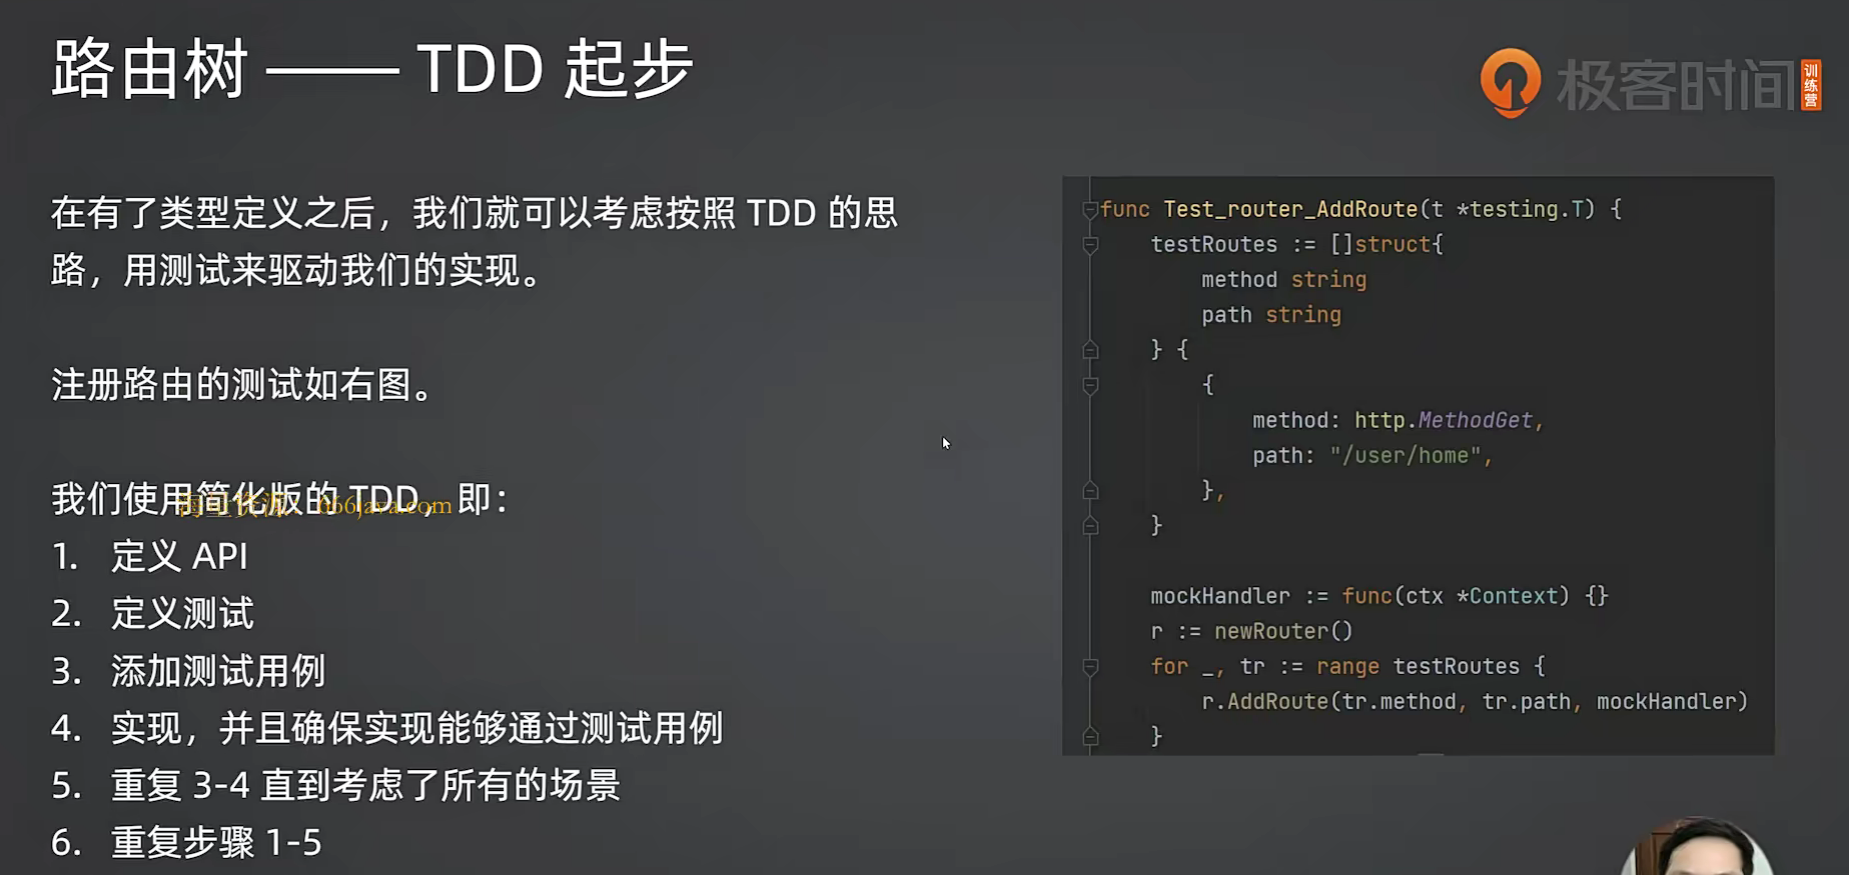 路由树 —— TDD 起步
极客时间
训练营
在有了类型定义之后，我们就可以考虑按照 TDD 的思
路，用测试来驱动我们的实现。
注册路由的测试如右图。
我们使用简化版的 TDD，即：
海量资源：666java.com
1. 定义 API
2. 定义测试
3. 添加测试用例
4. 实现，并且确保实现能够通过测试用例
5. 重复 3-4 直到考虑了所有的场景
6. 重复步骤 1-5
func Test_router_AddRoute(t *testing.T) {
testRoutes := []struct{
method string
path string
} {
{
method: http.MethodGet,
path: "/user/home",
},
}
mockHandler := func(ctx *Context) {}
r := newRouter()
for _, tr := range testRoutes {
r.AddRoute(tr.method, tr.path, mockHandler)
}